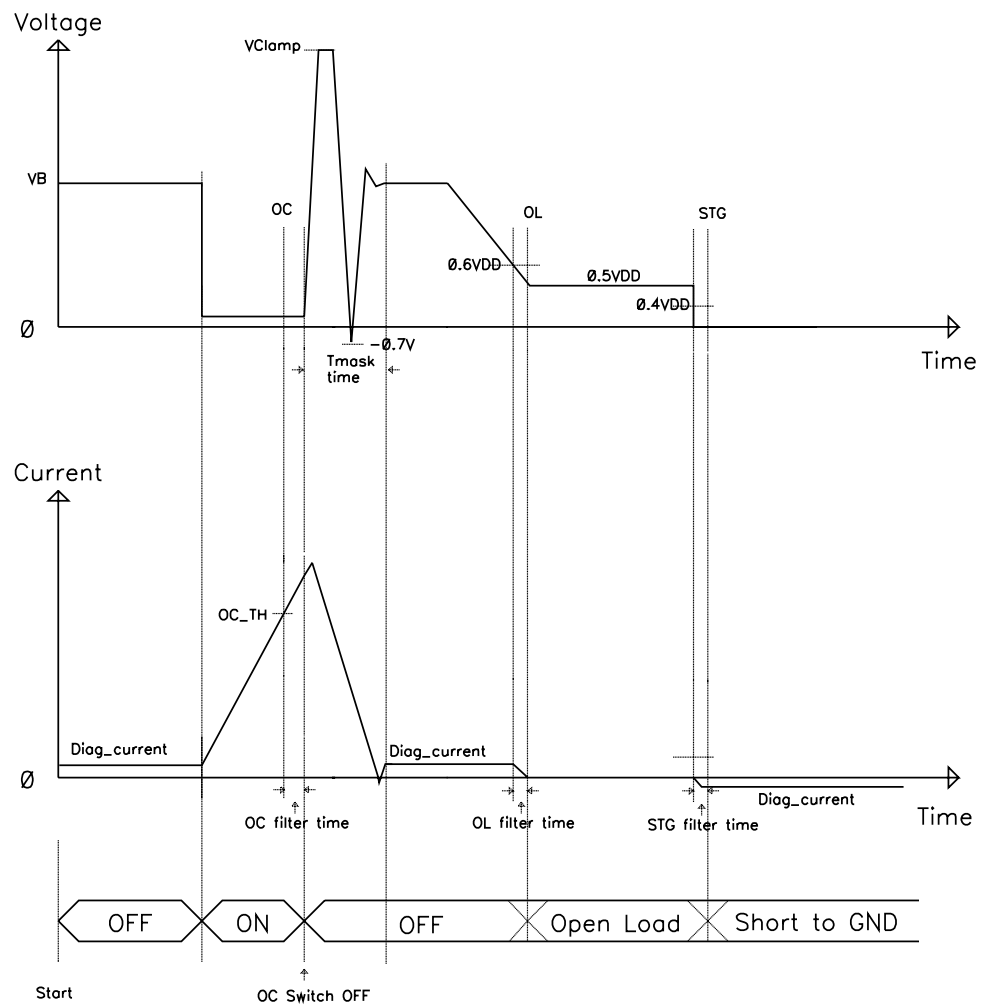 Voltage
VClamp
VB
OC
OL
STG
0.6VDD
0.5VDD
0.4VDD
0
-0.7V
Tmask
time
Time
Current
OC_TH
Diag_current
Diag_current
0
Diag_current
OC filter time
OL filter time
STG filter time
Time
OFF
ON
OFF
Open Load
Short to GND
Start
OC Switch OFF